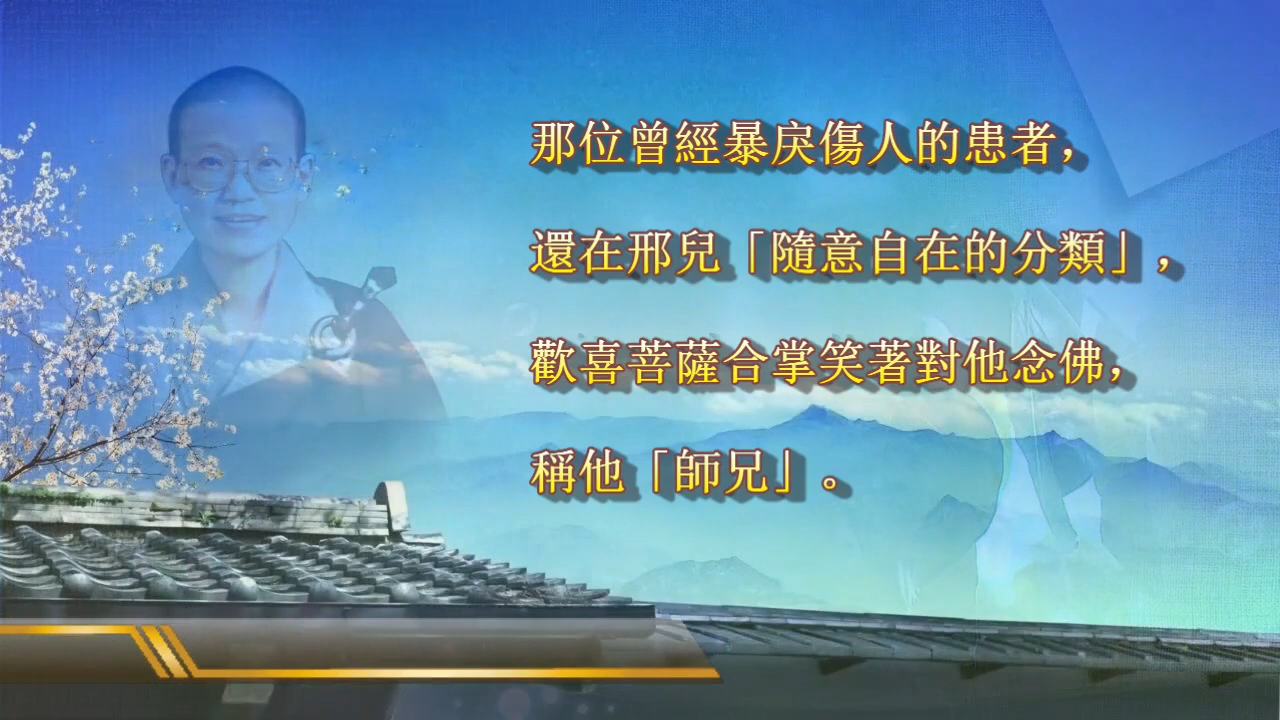 那位曾經暴戾傷人的患者，
還在邢兒「隨意自在的分類」，
歡喜菩薩合掌笑著對他念佛，
稱他「師兄」。